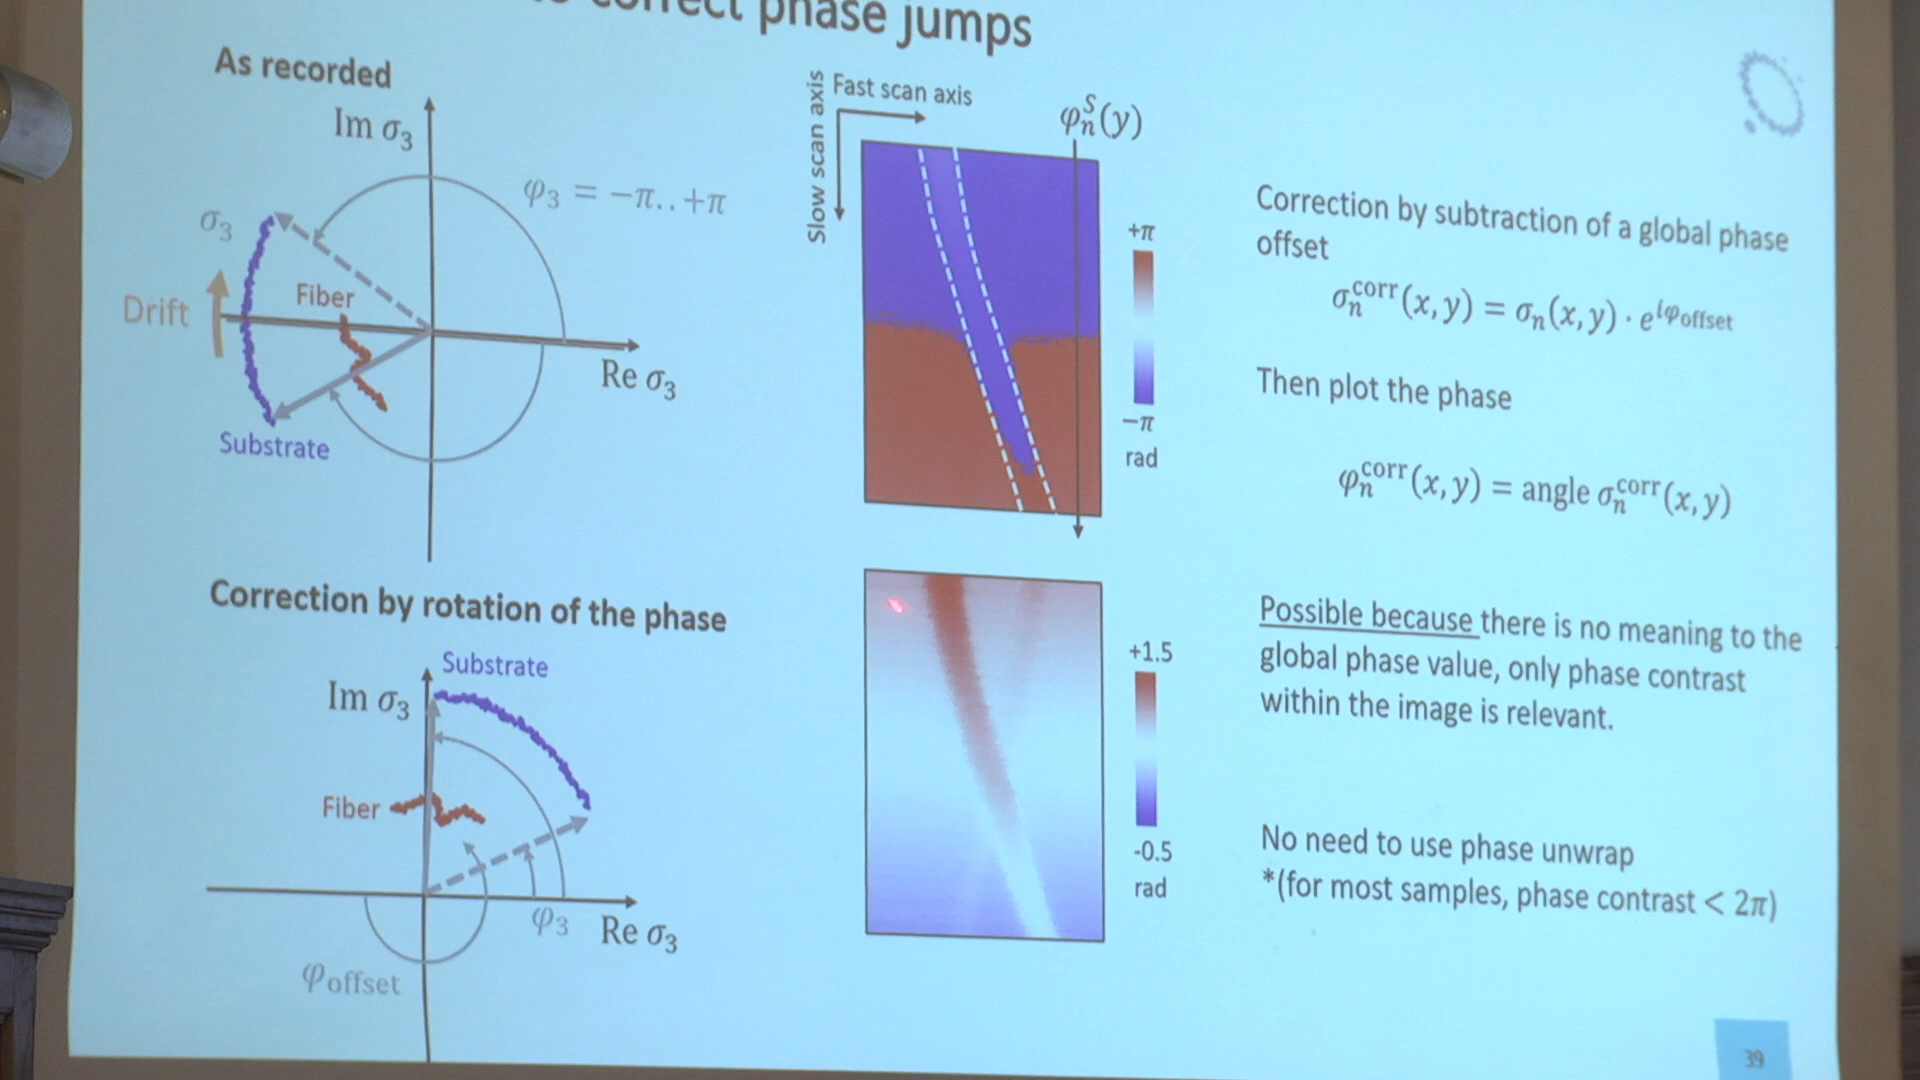 correct phase jumps
As recorded
Im σ₃
φ₃ = −π..+π
σ₃
Fiber
Drift
Re σ₃
Substrate
Fast scan axis
Slow scan axis
φₙˢ(y)
+π
−π
rad
Correction by subtraction of a global phase
offset
σₙᶜᵒʳʳ(x, y) = σₙ(x, y) · e^{iφ_offset}
Then plot the phase
φₙᶜᵒʳʳ(x, y) = angle σₙᶜᵒʳʳ(x, y)
Correction by rotation of the phase
Substrate
Im σ₃
Fiber
φ₃
Re σ₃
φ_offset
+1.5
-0.5
rad
Possible because there is no meaning to the
global phase value, only phase contrast
within the image is relevant.
No need to use phase unwrap
*(for most samples, phase contrast < 2π)
39